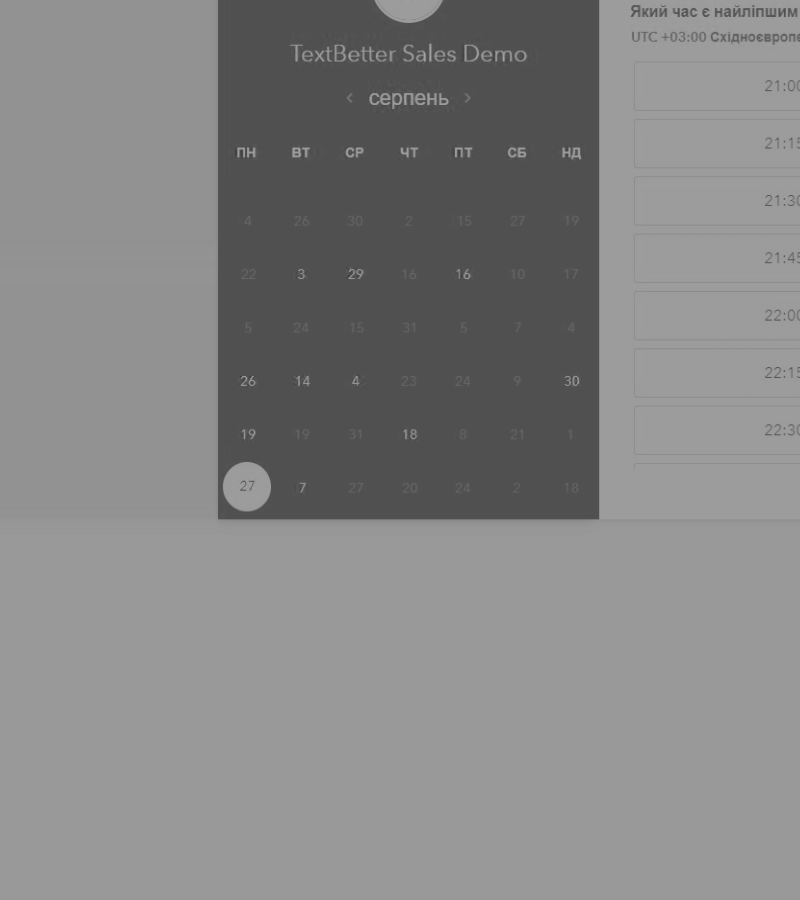 TextBetter Sales Demo
‹ серпень ›
ПН ВТ СР ЧТ ПТ СБ НД
4 26 30 2 15 27 19
22 3 29 16 16 10 17
5 24 15 31 5 7 4
26 14 4 23 24 9 30
19 19 31 18 8 21 1
27 7 27 20 24 2 18
Який час є найліпшим
UTC +03:00 Східноєвропе
21:00
21:15
21:30
21:45
22:00
22:15
22:30